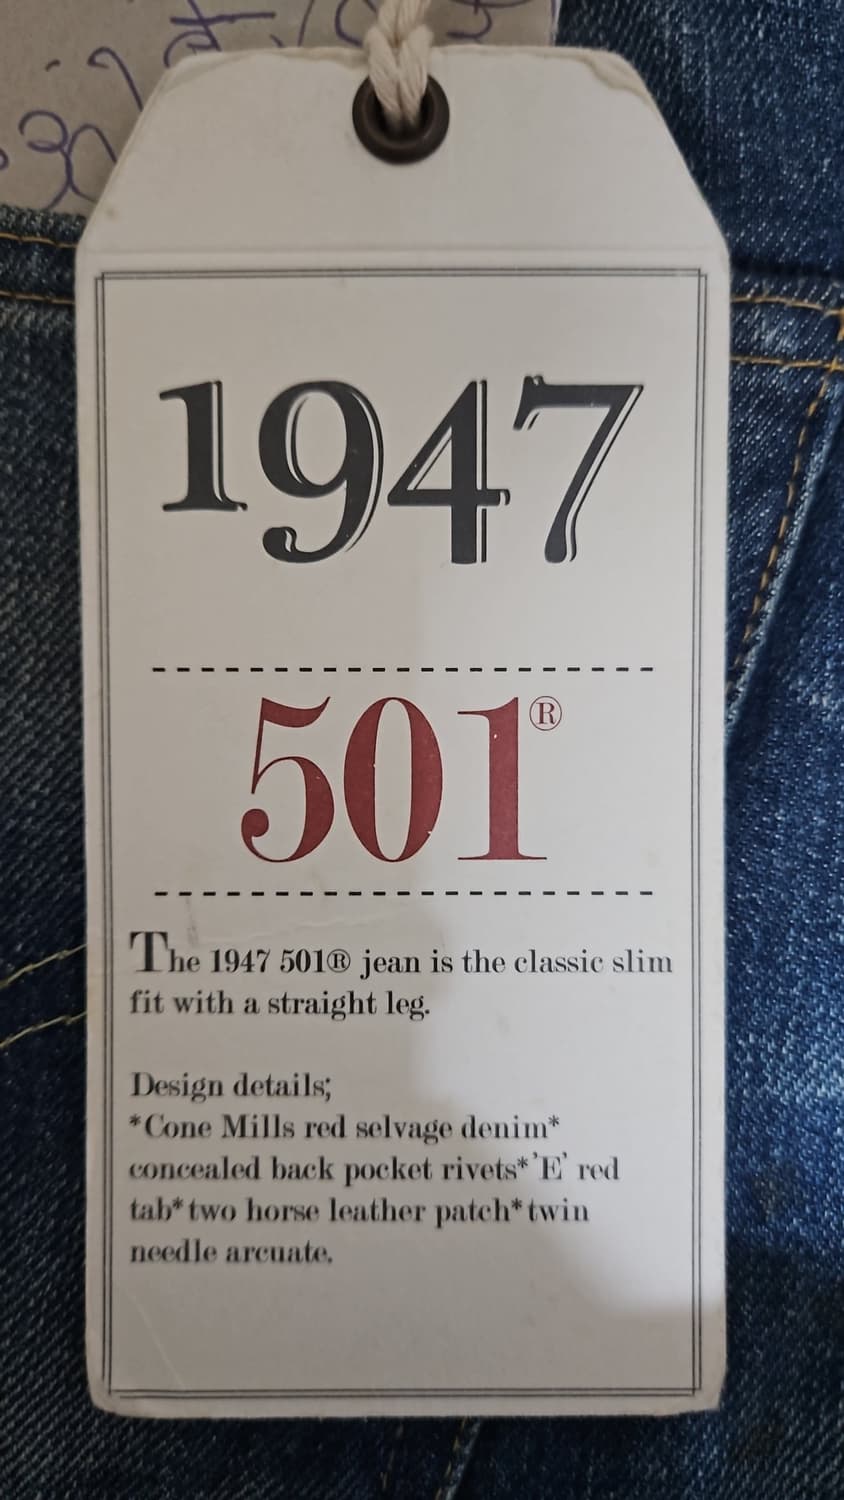 1947
501®
The 1947 501® jean is the classic slim
fit with a straight leg.
Design details;
*Cone Mills red selvage denim*
concealed back pocket rivets*'E' red
tab*two horse leather patch*twin
needle arcuate.